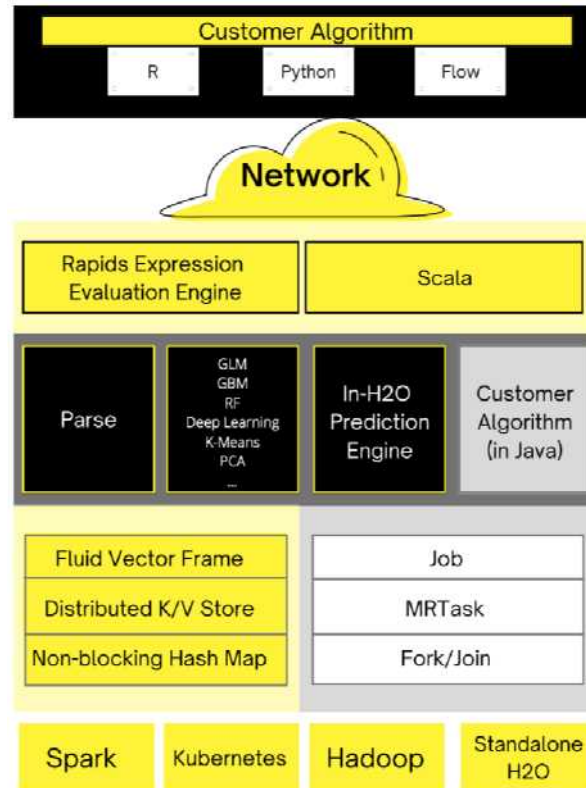 Customer Algorithm
R
Python
Flow
Network
Rapids Expression
Evaluation Engine
Scala
Parse
GLM
GBM
RF
Deep Learning
K-Means
PCA
...
In-H2O
Prediction
Engine
Customer
Algorithm
(in Java)
Fluid Vector Frame
Distributed K/V Store
Non-blocking Hash Map
Job
MRTask
Fork/Join
Spark
Kubernetes
Hadoop
Standalone
H2O